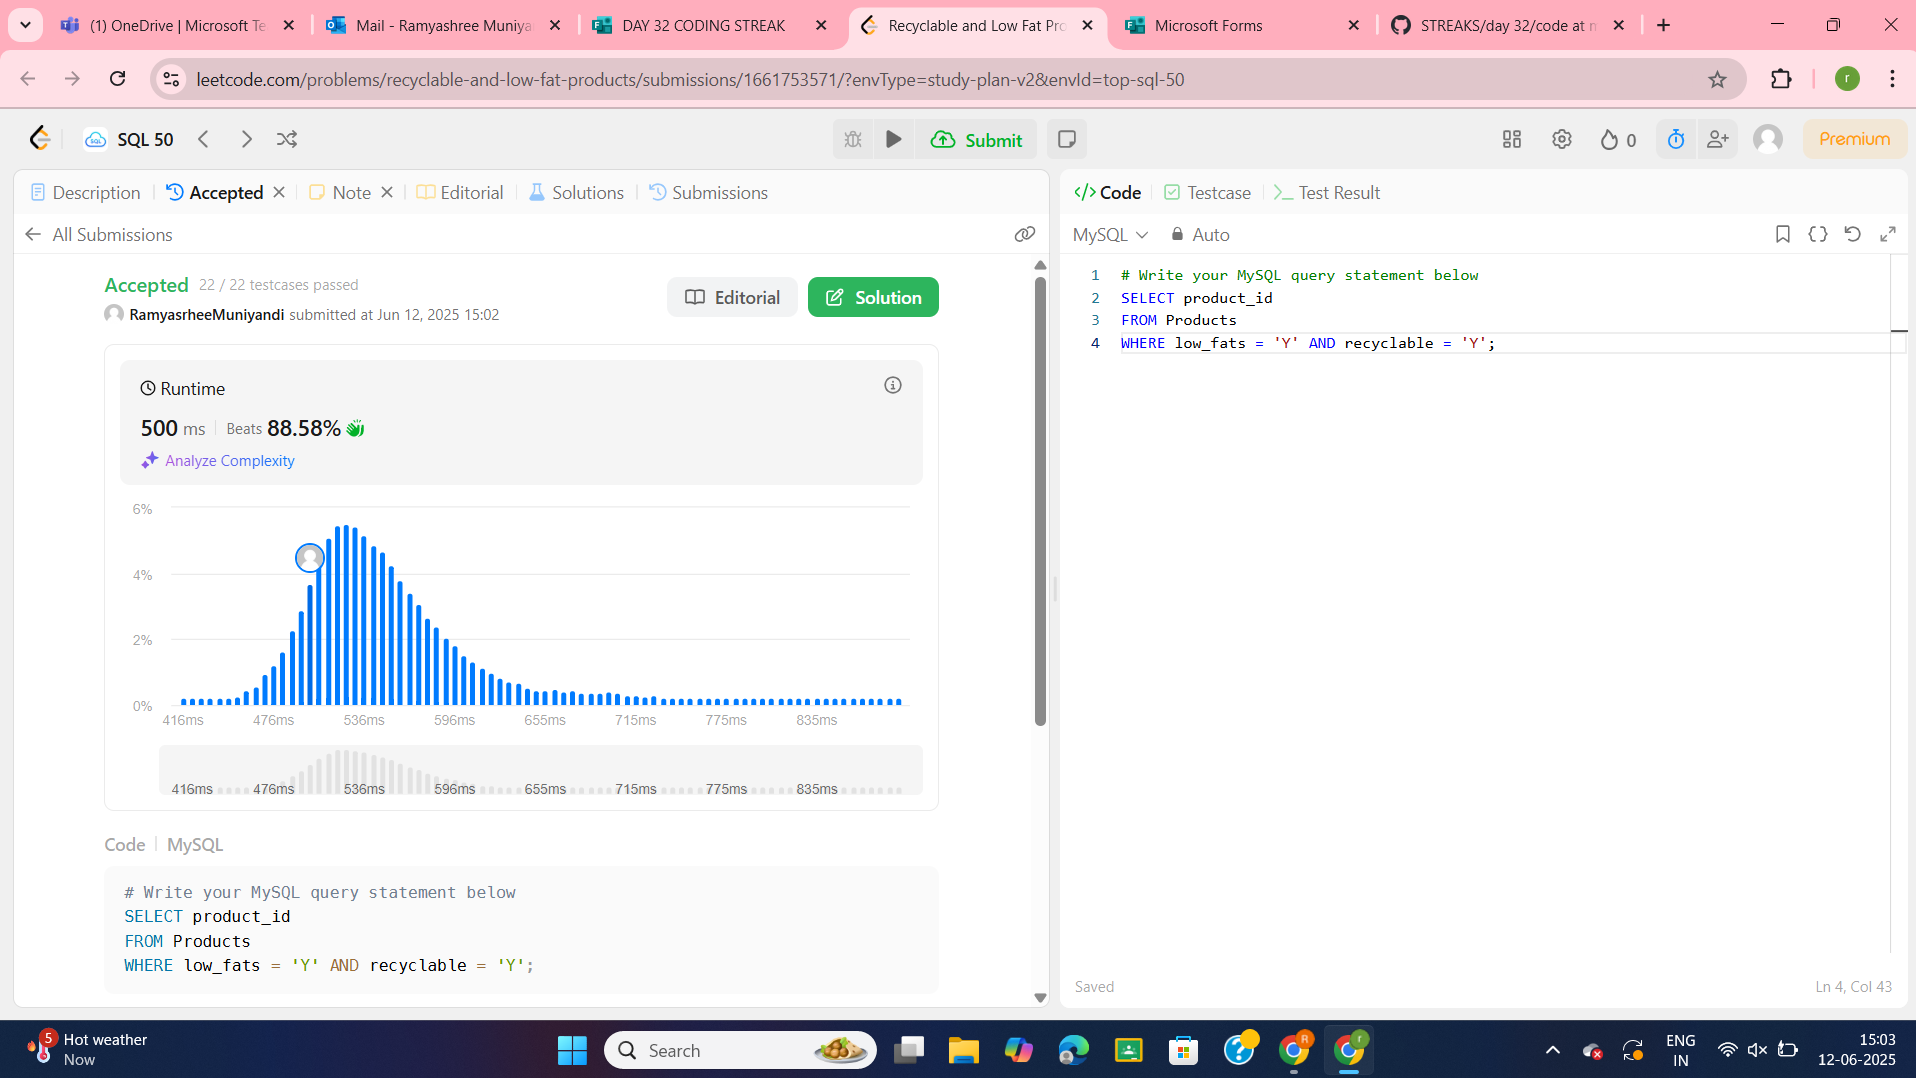 (1) OneDrive | Microsoft Te
Mail - Ramyashree Muniya
DAY 32 CODING STREAK
Recyclable and Low Fat Pro
Microsoft Forms
STREAKS/day 32/code at m
leetcode.com/problems/recyclable-and-low-fat-products/submissions/1661753571/?envType=study-plan-v2&envId=top-sql-50
r
SQL
SQL 50
Submit
0
Premium
Description
Accepted
Note
Editorial
Solutions
Submissions
All Submissions
Accepted 22 / 22 testcases passed
RamyasrheeMuniyandi submitted at Jun 12, 2025 15:02
Editorial
Solution
Runtime
500 ms Beats 88.58%
Analyze Complexity
6%
4%
2%
0%
416ms 476ms 536ms 596ms 655ms 715ms 775ms 835ms
416ms 476ms 536ms 596ms 655ms 715ms 775ms 835ms
Code MySQL
# Write your MySQL query statement below
SELECT product_id
FROM Products
WHERE low_fats = 'Y' AND recyclable = 'Y';
</> Code
Testcase
>_ Test Result
MySQL
Auto
1 # Write your MySQL query statement below
2 SELECT product_id
3 FROM Products
4 WHERE low_fats = 'Y' AND recyclable = 'Y';
Saved
Ln 4, Col 43
5
Hot weather
Now
Search
R
r
ENG
IN
15:03
12-06-2025